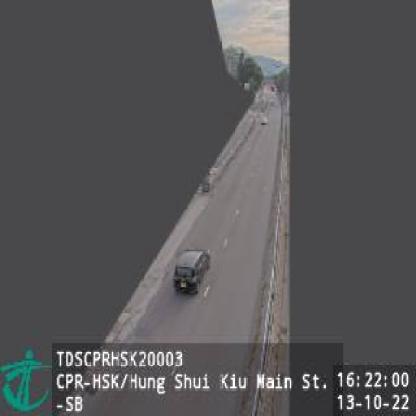 TDSCPRHSK20003
CPR-HSK/Hung Shui Kiu Main St.
-SB
16:22:00
13-10-22